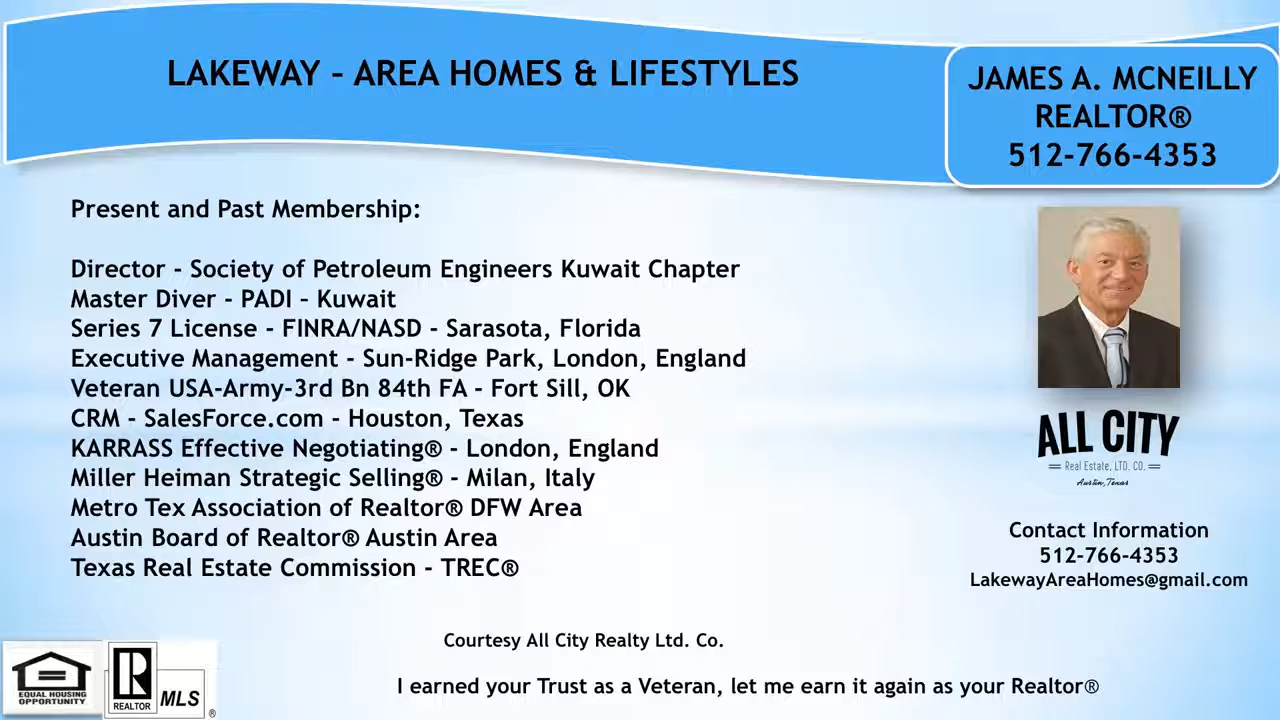 LAKEWAY – AREA HOMES & LIFESTYLES
JAMES A. MCNEILLY
REALTOR®
512-766-4353
Present and Past Membership:
Director - Society of Petroleum Engineers Kuwait Chapter
Master Diver - PADI – Kuwait
Series 7 License - FINRA/NASD - Sarasota, Florida
Executive Management - Sun-Ridge Park, London, England
Veteran USA-Army-3rd Bn 84th FA - Fort Sill, OK
CRM - SalesForce.com - Houston, Texas
KARRASS Effective Negotiating® - London, England
Miller Heiman Strategic Selling® - Milan, Italy
Metro Tex Association of Realtor® DFW Area
Austin Board of Realtor® Austin Area
Texas Real Estate Commission - TREC®
ALL CITY
Real Estate, LTD. CO.
Austin, Texas
Contact Information
512-766-4353
LakewayAreaHomes@gmail.com
Courtesy All City Realty Ltd. Co.
I earned your Trust as a Veteran, let me earn it again as your Realtor®
EQUAL HOUSING
OPPORTUNITY
R
REALTOR
MLS
®